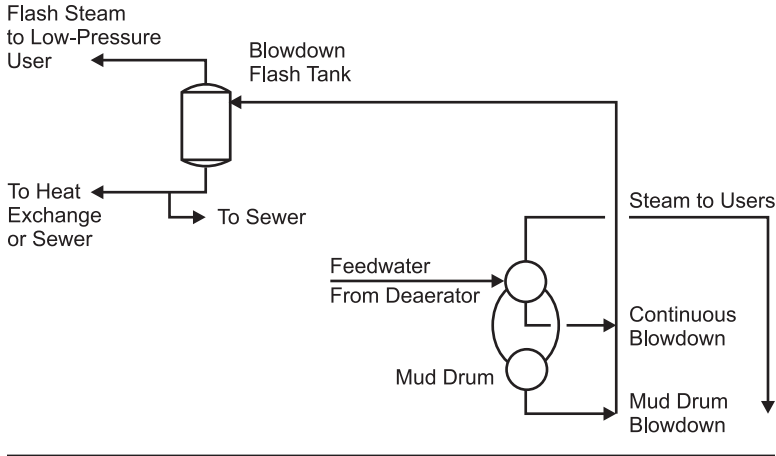 Flash Steam
to Low-Pressure
User
Blowdown
Flash Tank
To Heat
Exchange
or Sewer
To Sewer
Steam to Users
Feedwater
From Deaerator
Continuous
Blowdown
Mud Drum
Mud Drum
Blowdown